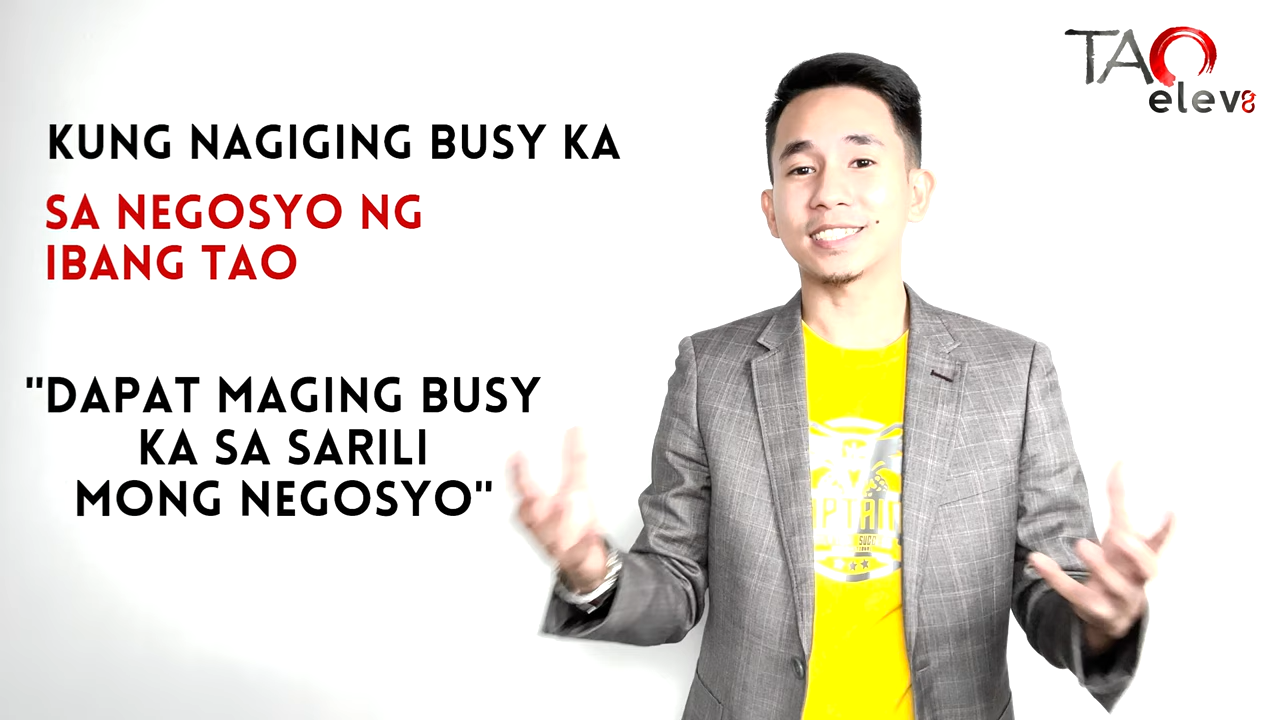 TAO
elev8
KUNG NAGIGING BUSY KA
SA NEGOSYO NG
IBANG TAO
"DAPAT MAGING BUSY
KA SA SARILI
MONG NEGOSYO"